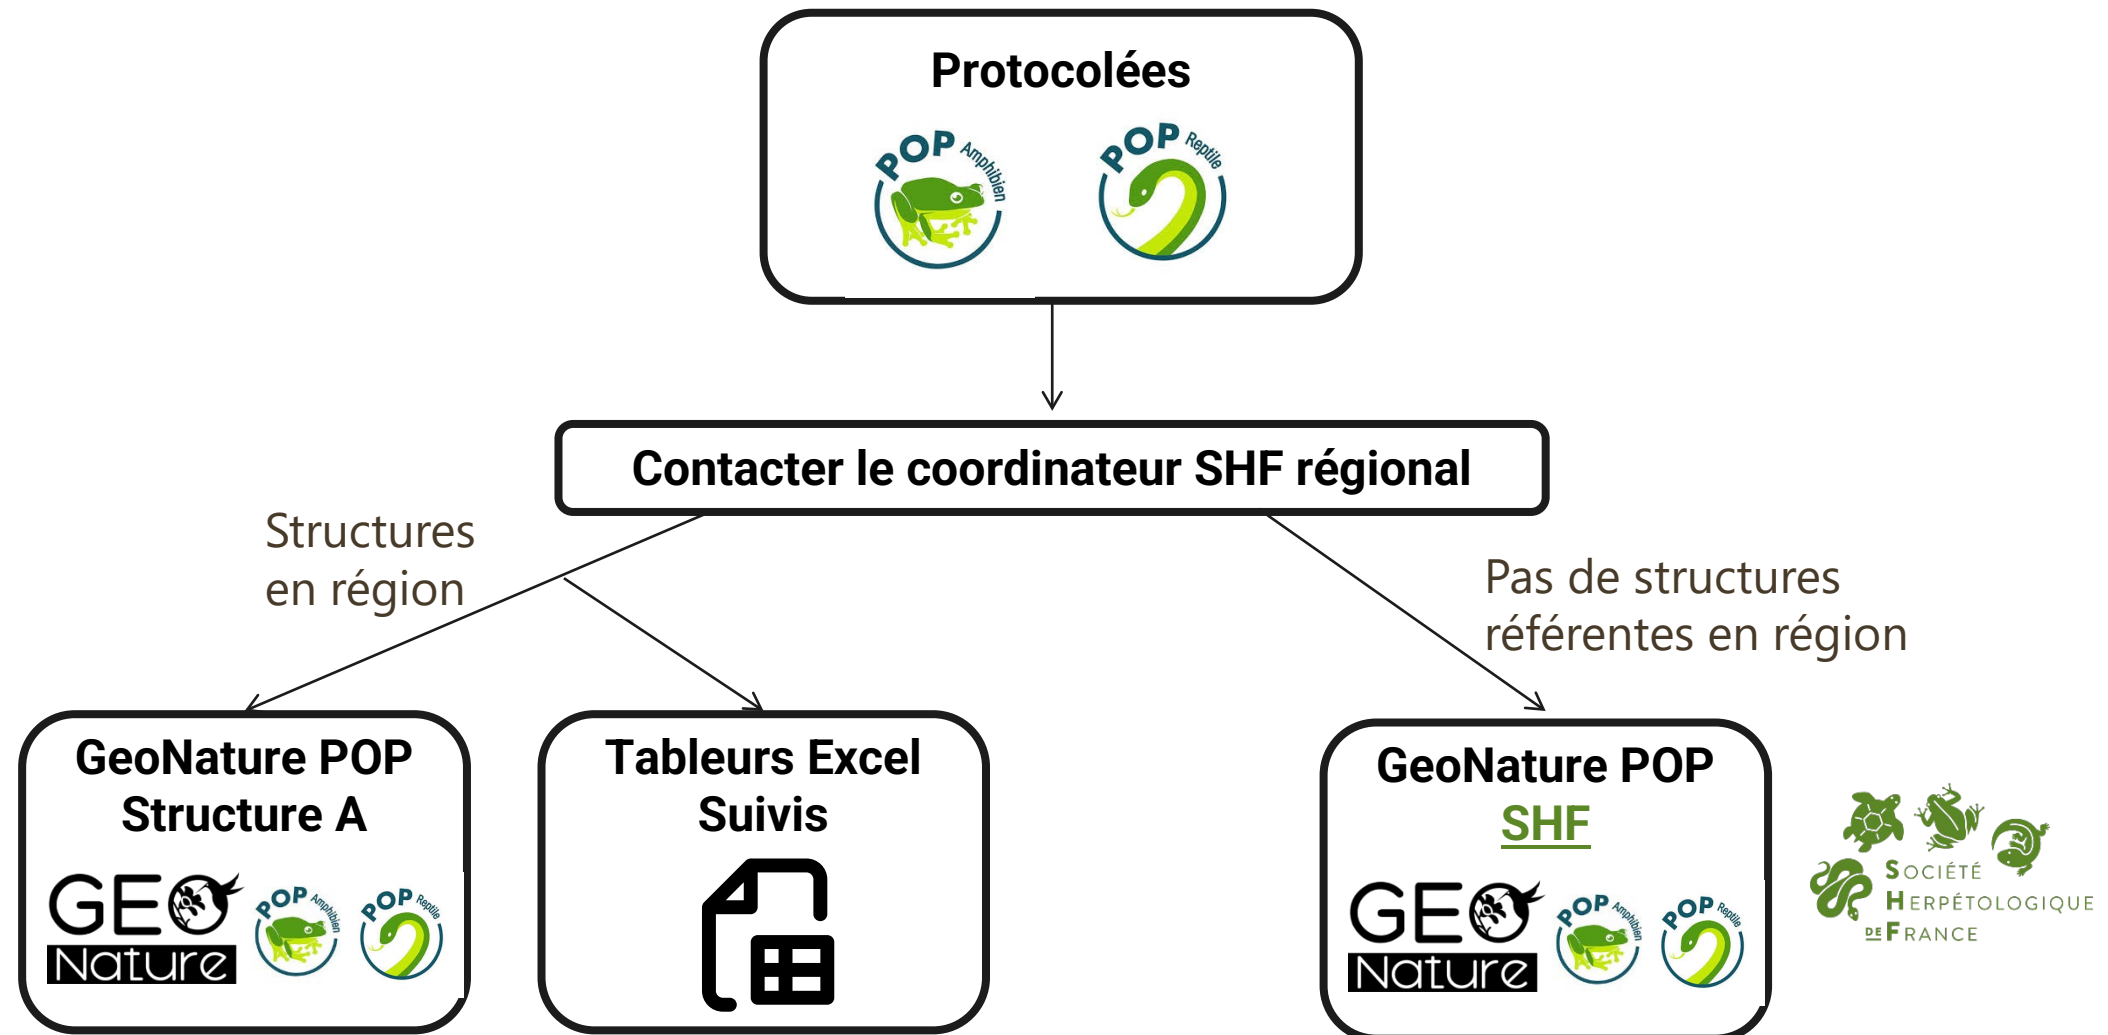 Protocolées
POP Amphibien
POP Reptile
Contacter le coordinateur SHF régional
Structures
en région
Pas de structures
référentes en région
GeoNature POP
Structure A
GEO
Nature
POP Amphibien
POP Reptile
Tableurs Excel
Suivis
GeoNature POP
SHF
GEO
Nature
POP Amphibien
POP Reptile
SOCIÉTÉ
HERPÉTOLOGIQUE
DE FRANCE